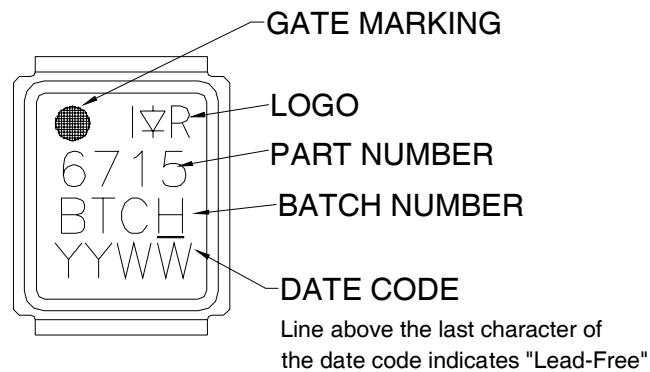 GATE MARKING
I R
LOGO
6715
PART NUMBER
BTCH
BATCH NUMBER
YYWW
DATE CODE
Line above the last character of
the date code indicates "Lead-Free"